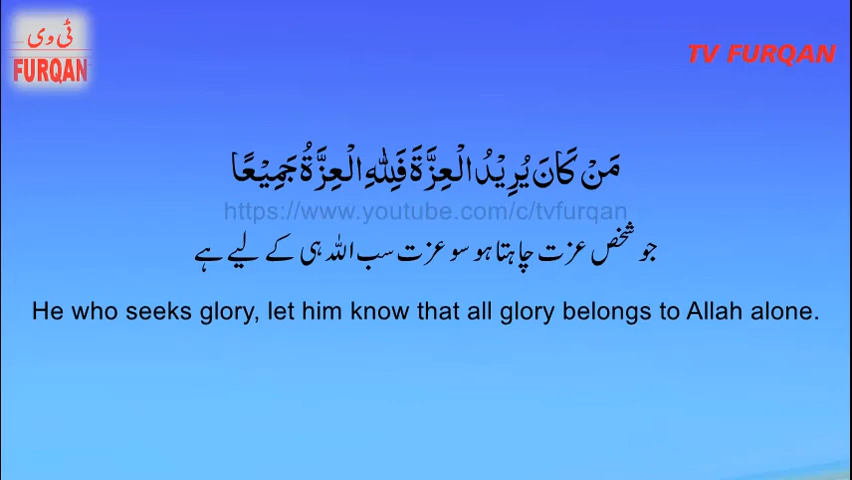 ٹی وی
FURQAN
TV FURQAN
مَنْ كَانَ يُرِيْدُ الْعِزَّةَ فَلِلّٰهِ الْعِزَّةُ جَمِيْعًا
https://www.youtube.com/c/tvfurqan
جو شخص عزت چاہتا ہو سو عزت سب اللہ ہی کے لیے ہے
He who seeks glory, let him know that all glory belongs to Allah alone.